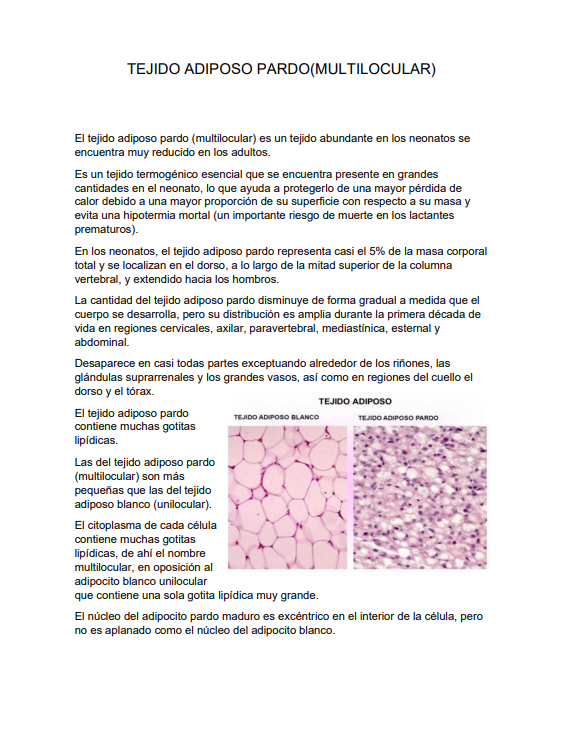 TEJIDO ADIPOSO PARDO(MULTILOCULAR)
El tejido adiposo pardo (multilocular) es un tejido abundante en los neonatos se
encuentra muy reducido en los adultos.
Es un tejido termogénico esencial que se encuentra presente en grandes
cantidades en el neonato, lo que ayuda a protegerlo de una mayor pérdida de
calor debido a una mayor proporción de su superficie con respecto a su masa y
evita una hipotermia mortal (un importante riesgo de muerte en los lactantes
prematuros).
En los neonatos, el tejido adiposo pardo representa casi el 5% de la masa corporal
total y se localizan en el dorso, a lo largo de la mitad superior de la columna
vertebral, y extendido hacia los hombros.
La cantidad del tejido adiposo pardo disminuye de forma gradual a medida que el
cuerpo se desarrolla, pero su distribución es amplia durante la primera década de
vida en regiones cervicales, axilar, paravertebral, mediastínica, esternal y
abdominal.
Desaparece en casi todas partes exceptuando alrededor de los riñones, las
glándulas suprarrenales y los grandes vasos, así como en regiones del cuello el
dorso y el tórax.
El tejido adiposo pardo
contiene muchas gotitas
lipídicas.
Las del tejido adiposo pardo
(multilocular) son más
pequeñas que las del tejido
adiposo blanco (unilocular).
El citoplasma de cada célula
contiene muchas gotitas
lipídicas, de ahí el nombre
multilocular, en oposición al
adipocito blanco unilocular
que contiene una sola gotita lipídica muy grande.
TEJIDO ADIPOSO
TEJIDO ADIPOSO BLANCO
TEJIDO ADIPOSO PARDO
El núcleo del adipocito pardo maduro es excéntrico en el interior de la célula, pero
no es aplanado como el núcleo del adipocito blanco.